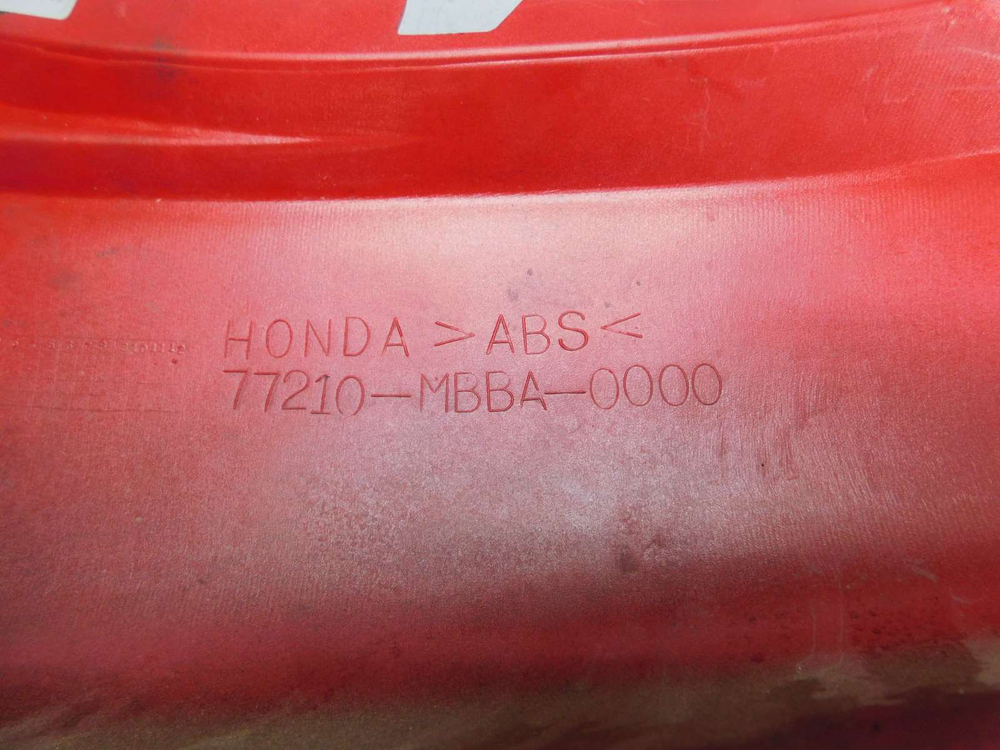 HONDA >ABS<
77210-MBBA-0000